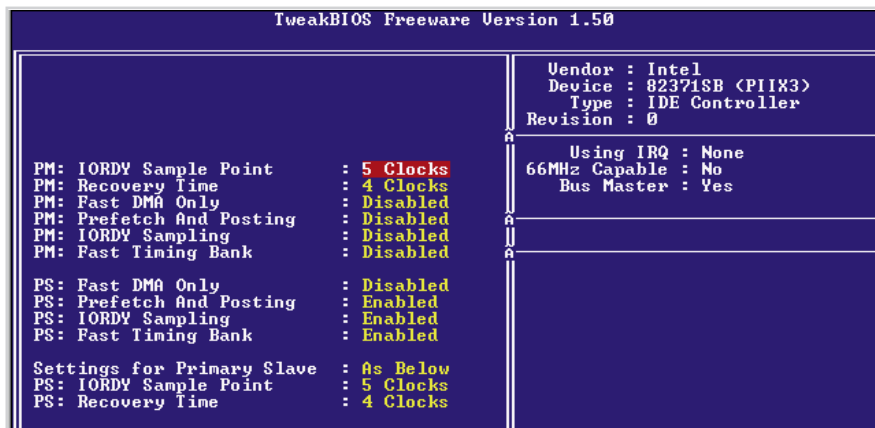 TweakBIOS Freeware Version 1.50
Vendor : Intel
Device : 82371SB (PIIX3)
Type : IDE Controller
Revision : 0
Using IRQ : None
66MHz Capable : No
Bus Master : Yes
PM: IORDY Sample Point : 5 Clocks
PM: Recovery Time : 4 Clocks
PM: Fast DMA Only : Disabled
PM: Prefetch And Posting : Disabled
PM: IORDY Sampling : Disabled
PM: Fast Timing Bank : Disabled
PS: Fast DMA Only : Disabled
PS: Prefetch And Posting : Enabled
PS: IORDY Sampling : Enabled
PS: Fast Timing Bank : Enabled
Settings for Primary Slave : As Below
PS: IORDY Sample Point : 5 Clocks
PS: Recovery Time : 4 Clocks